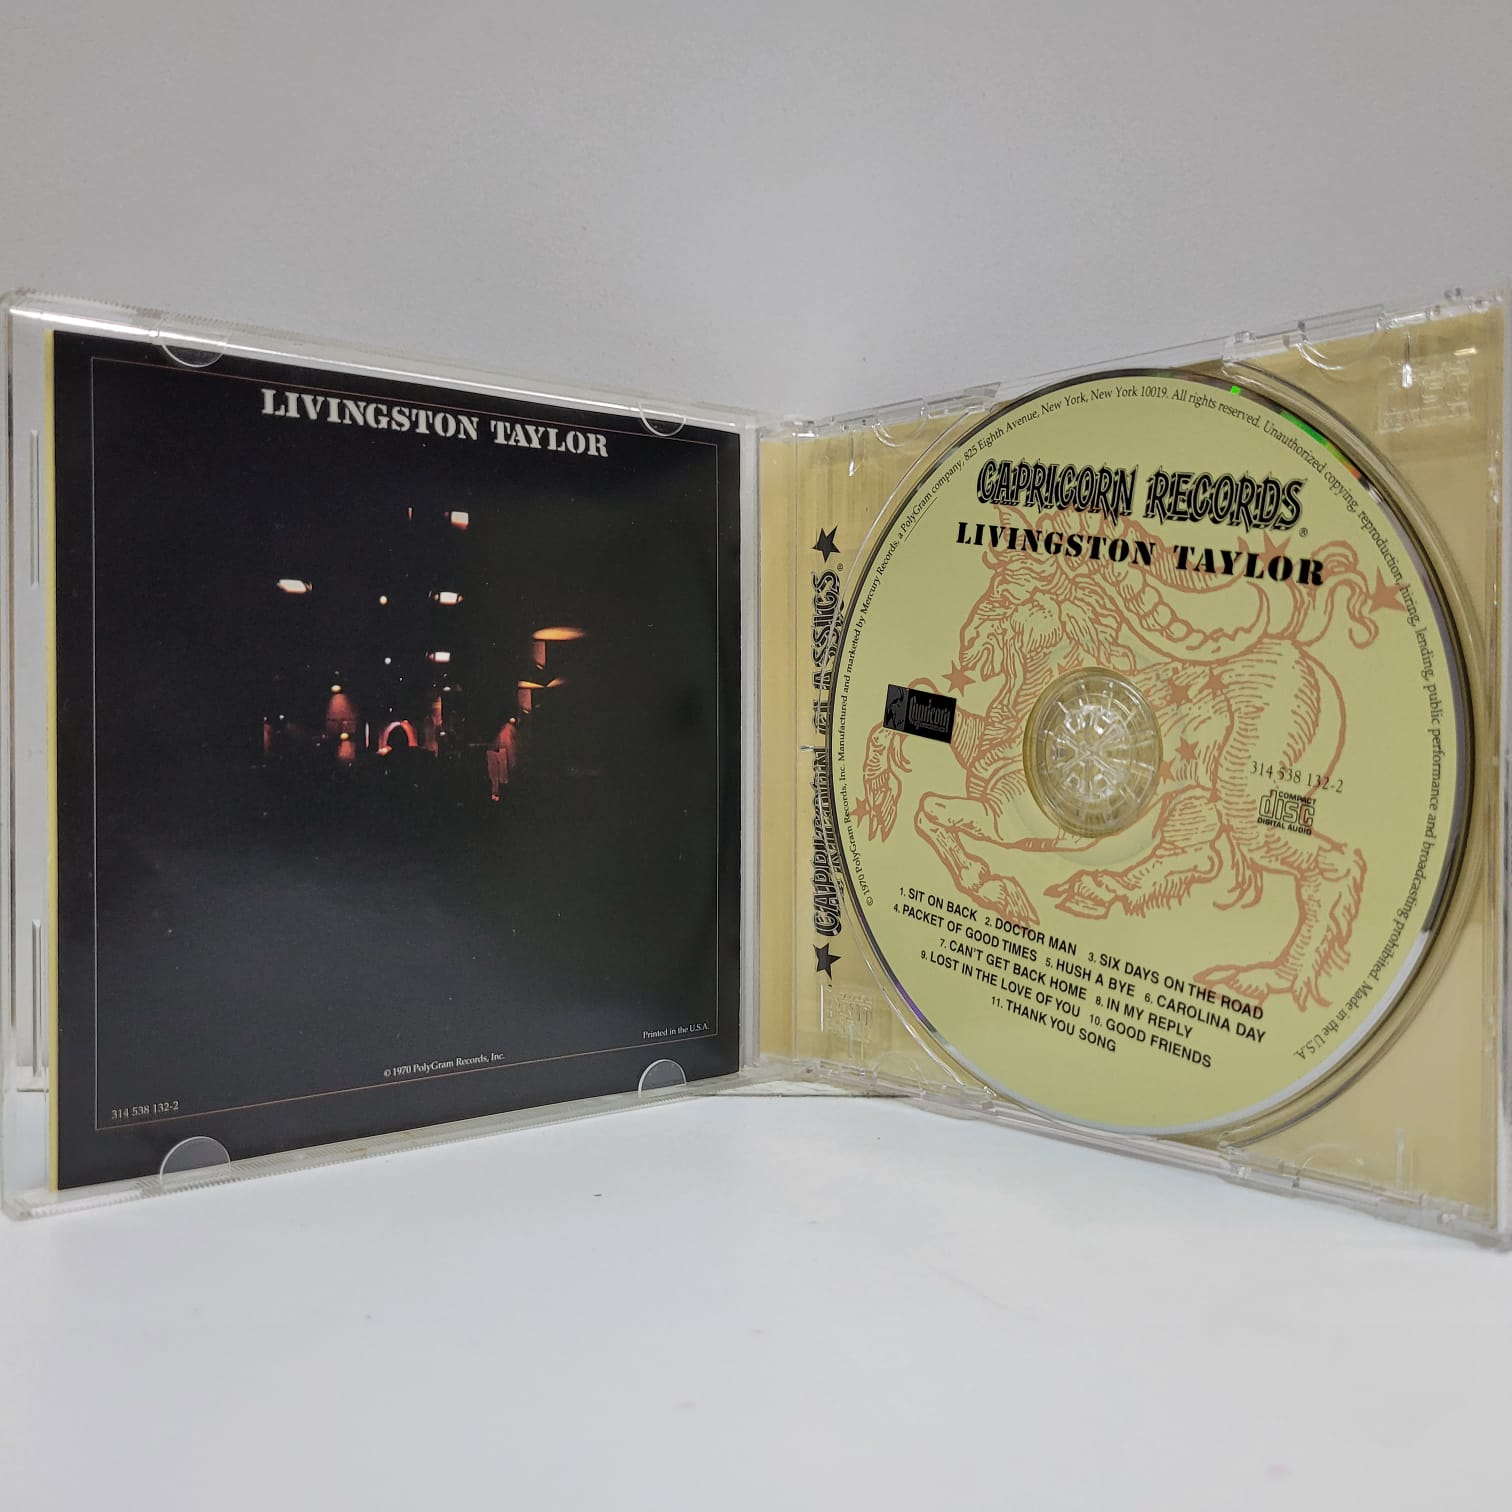 LIVINGSTON TAYLOR
Printed in the U.S.A.
© 1970 PolyGram Records, Inc.
314 538 132-2
CAPRICORN CLASSICS®
© 1970 PolyGram Records, Inc. Manufactured and marketed by Mercury Records, a PolyGram company, 825 Eighth Avenue, New York, New York 10019. All rights reserved. Unauthorized copying, reproduction, hiring, lending, public performance and broadcasting prohibited. Made in the U.S.A.
CAPRICORN RECORDS®
LIVINGSTON TAYLOR
Capricorn
314 538 132-2
COMPACT
disc
DIGITAL AUDIO
1. SIT ON BACK 2. DOCTOR MAN 3. SIX DAYS ON THE ROAD
4. PACKET OF GOOD TIMES 5. HUSH A BYE 6. CAROLINA DAY
7. CAN'T GET BACK HOME 8. IN MY REPLY
9. LOST IN THE LOVE OF YOU 10. GOOD FRIENDS
11. THANK YOU SONG